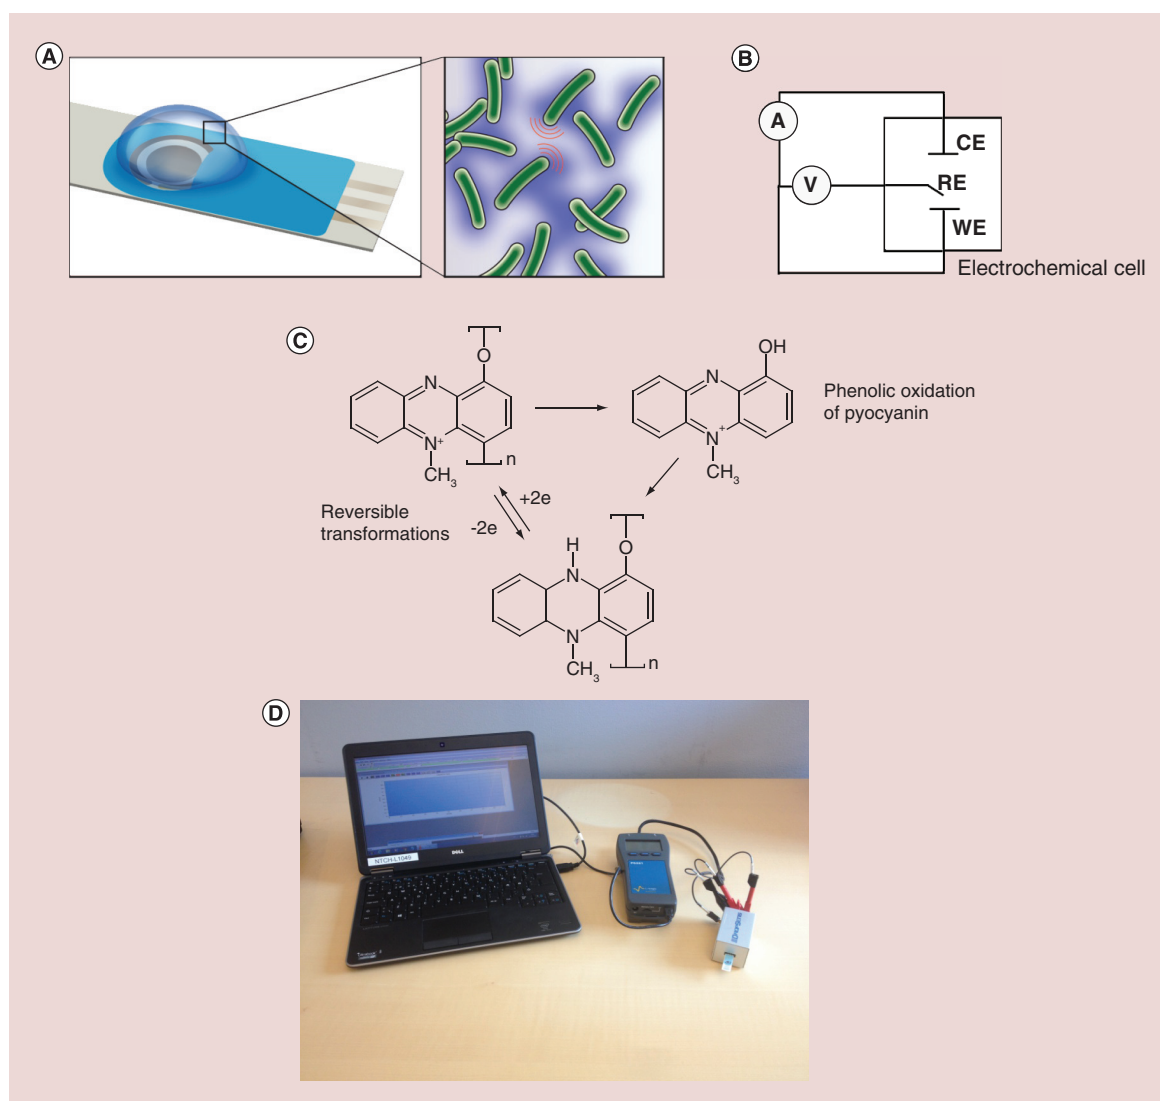 A
B
A
CE
V
RE
WE
Electrochemical cell
C
O
N
N+
CH3
n
OH
N
N+
CH3
Phenolic oxidation
of pyocyanin
+2e
-2e
Reversible
transformations
H
N
O
N
CH3
n
D
NTCH-L1049
DELL